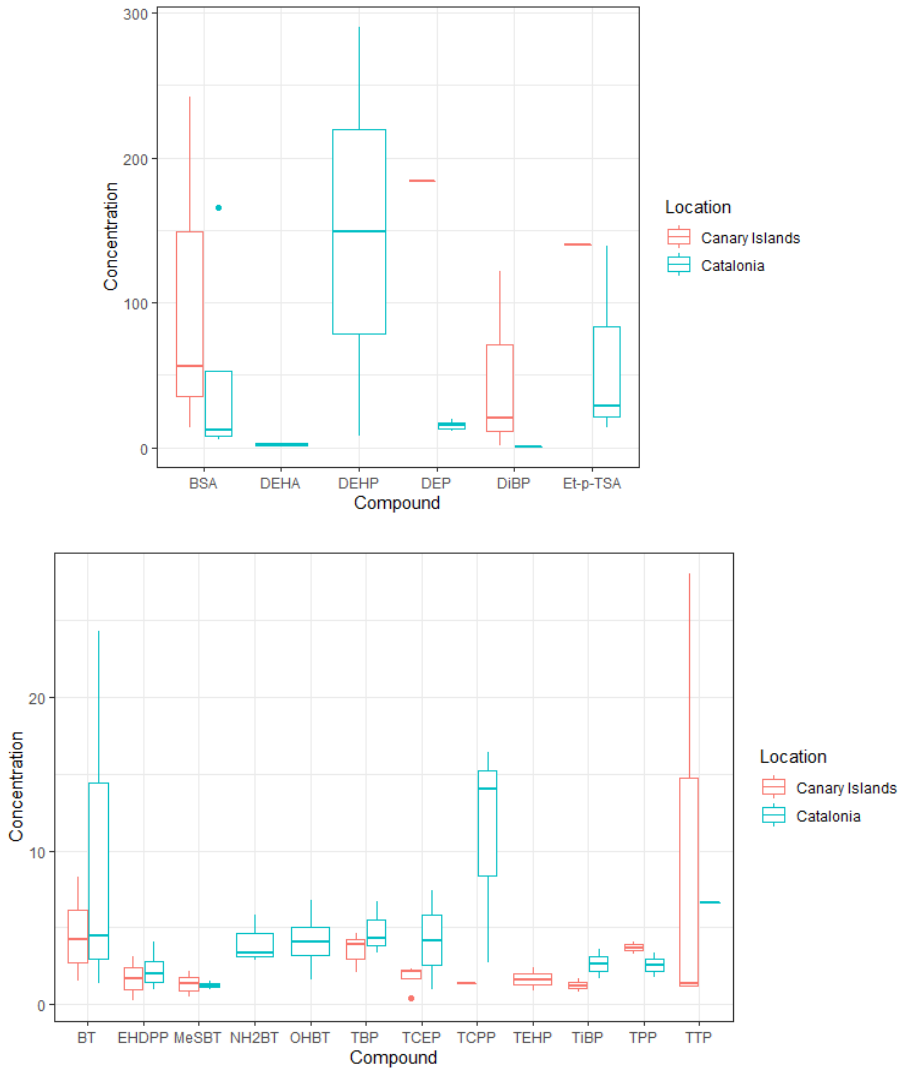 300
200
100
0
Concentration
BSA DEHA DEHP DEP DiBP Et-p-TSA
Compound
Location
Canary Islands
Catalonia
20
10
0
Concentration
BT EHDPP MeSBT NH2BT OHBT TBP TCEP TCPP TEHP TiBP TPP TTP
Compound
Location
Canary Islands
Catalonia